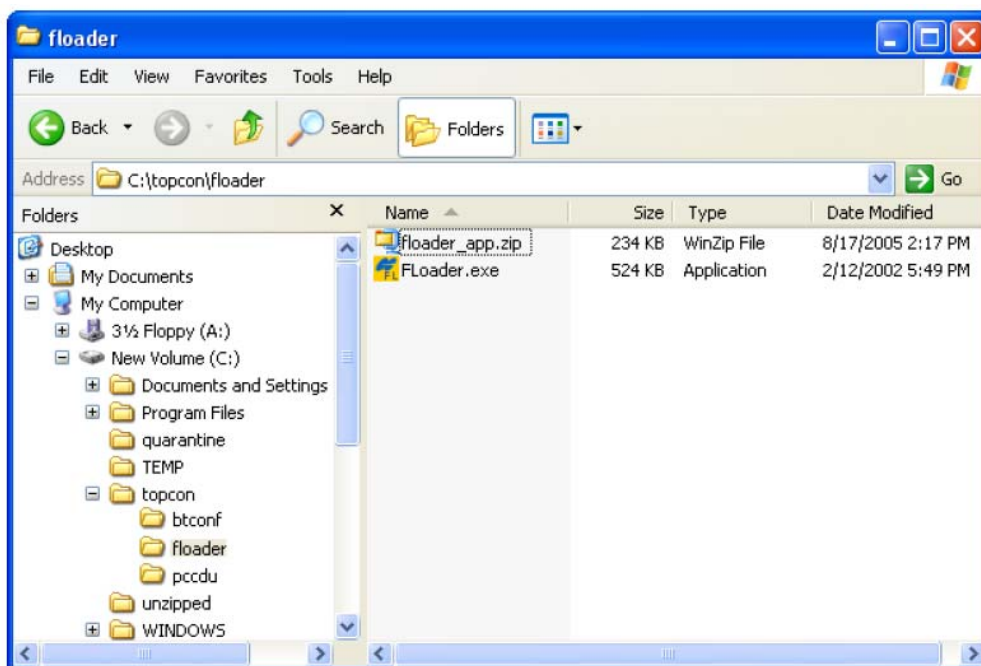 floader
File Edit View Favorites Tools Help
Back Search Folders
Address C:\topcon\floader Go
Folders
Desktop
My Documents
My Computer
3½ Floppy (A:)
New Volume (C:)
Documents and Settings
Program Files
quarantine
TEMP
topcon
btconf
floader
pccdu
unzipped
WINDOWS
Name Size Type Date Modified
floader_app.zip 234 KB WinZip File 8/17/2005 2:17 PM
FLoader.exe 524 KB Application 2/12/2002 5:49 PM